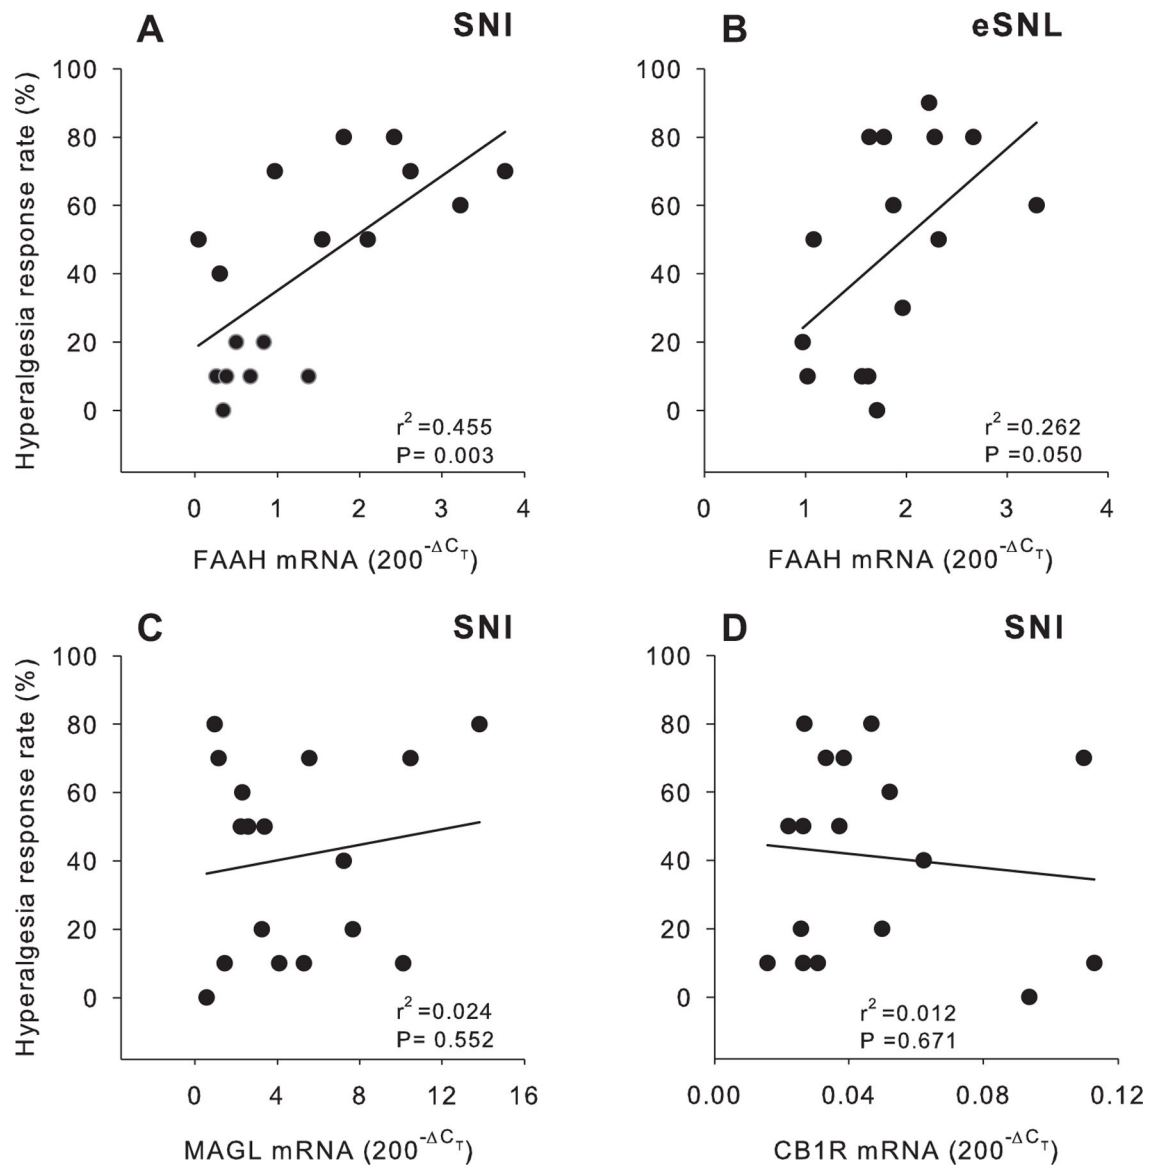 A SNI
Hyperalgesia response rate (%)
100
80
60
40
20
0
r²=0.455
P= 0.003
0 1 2 3 4
FAAH mRNA (200^-ΔC_T)
B eSNL
100
80
60
40
20
0
r²=0.262
P =0.050
0 1 2 3 4
FAAH mRNA (200^-ΔC_T)
C SNI
Hyperalgesia response rate (%)
100
80
60
40
20
0
r²=0.024
P= 0.552
0 4 8 12 16
MAGL mRNA (200^-ΔC_T)
D SNI
100
80
60
40
20
0
r²=0.012
P =0.671
0.00 0.04 0.08 0.12
CB1R mRNA (200^-ΔC_T)